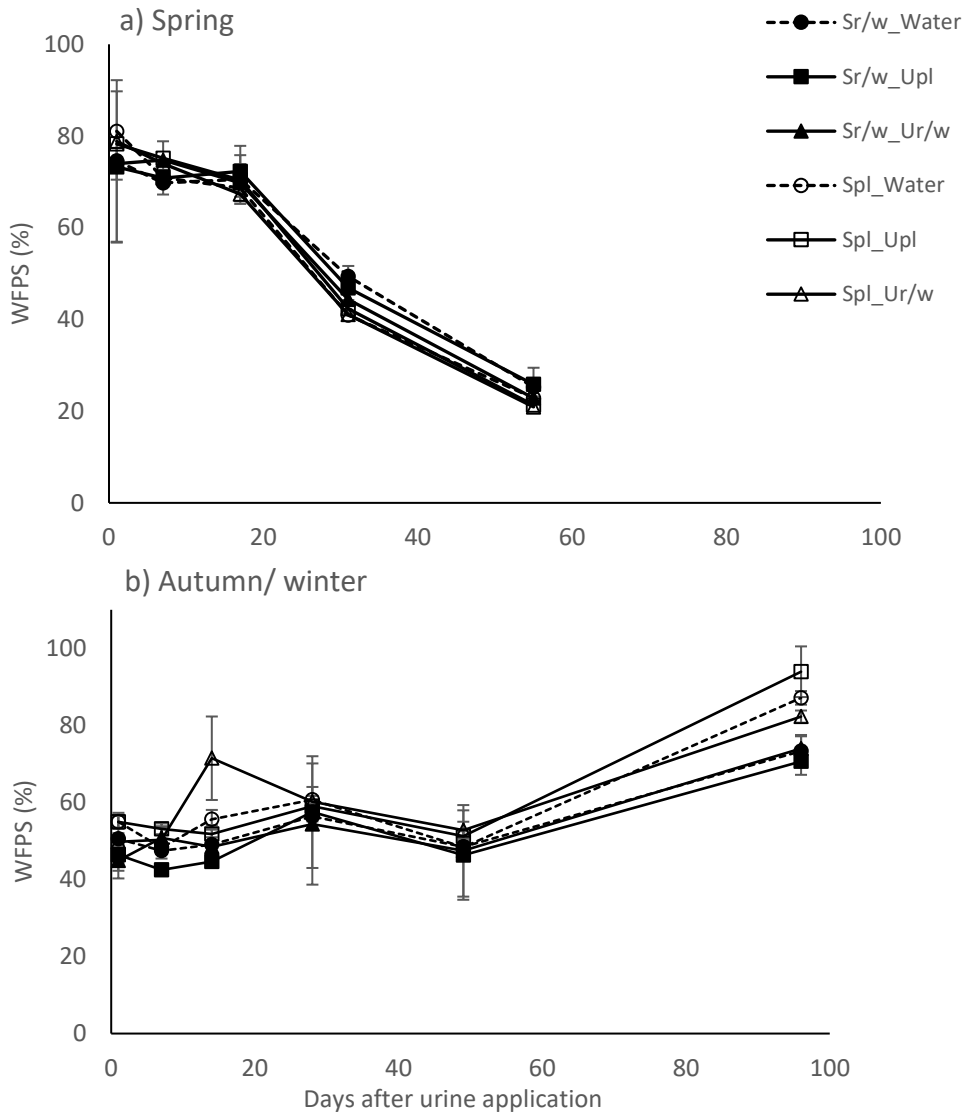 a) Spring
100
80
60
40
20
0
WFPS (%)
0 20 40 60 80 100
Sr/w_Water
Sr/w_Upl
Sr/w_Ur/w
Spl_Water
Spl_Upl
Spl_Ur/w
b) Autumn/ winter
100
80
60
40
20
0
WFPS (%)
0 20 40 60 80 100
Days after urine application